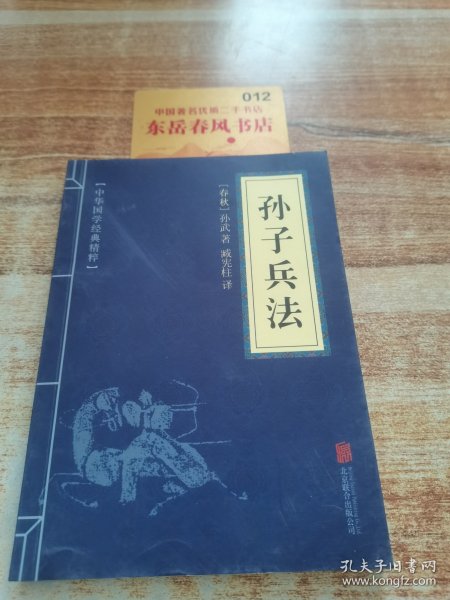 012
中国著名优质二手书店
东岳春风书店
【中华国学经典精粹】
[春秋]孙武著 臧宪柱 译
孙子兵法
北京联合出版公司
孔夫子旧书网
www.kongfz.com